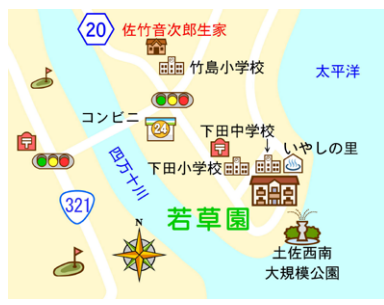 20
佐竹音次郎生家
竹島小学校
太平洋
コンビニ
24
下田中学校
〒
いやしの里
〒
下田小学校
四万十川
321
若草園
N
土佐西南
大規模公園